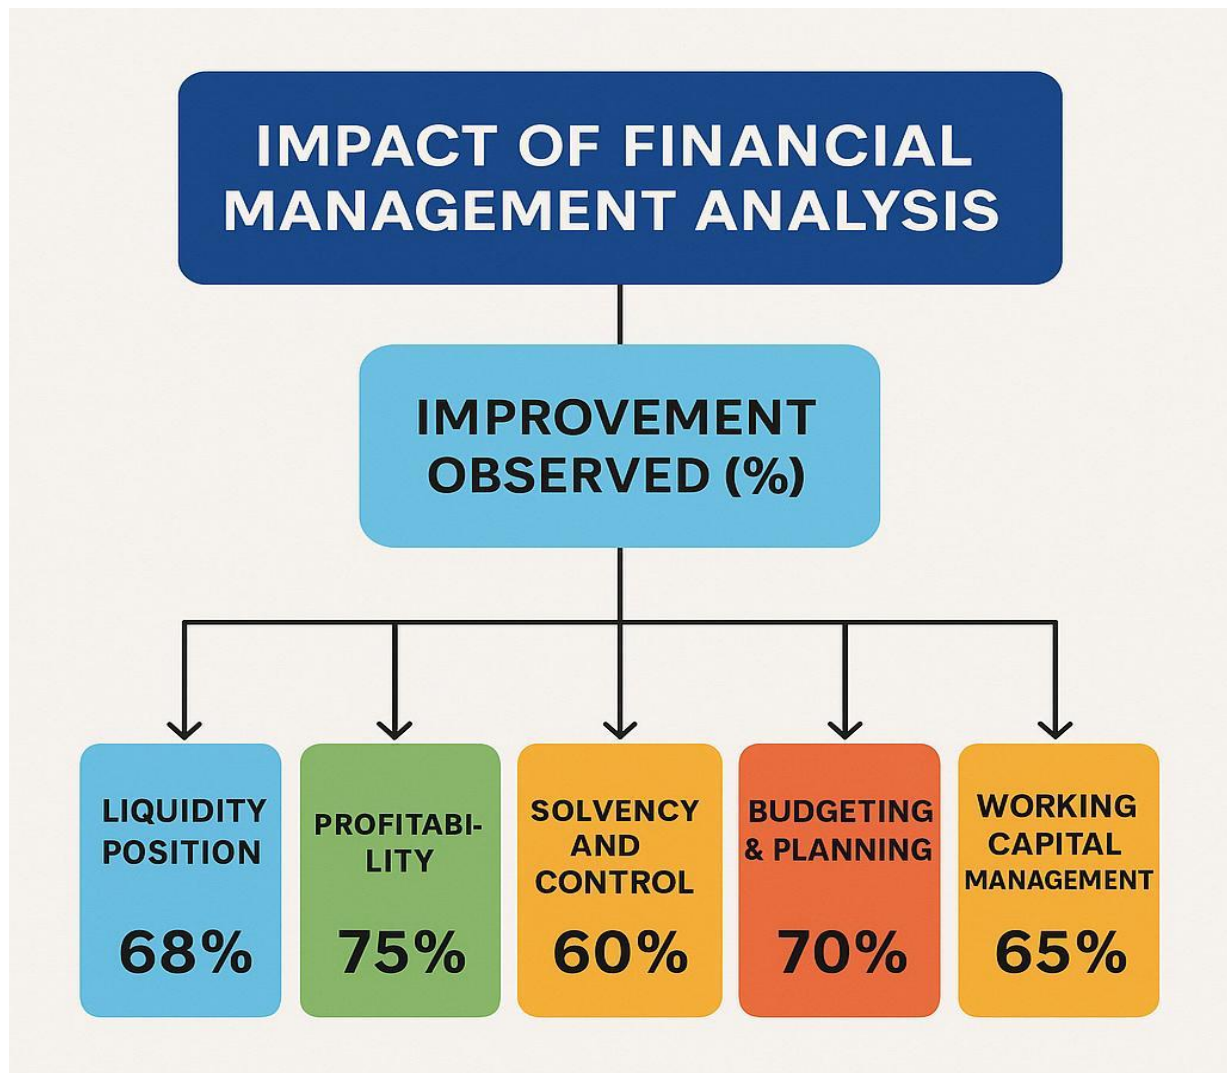 IMPACT OF FINANCIAL
MANAGEMENT ANALYSIS
IMPROVEMENT
OBSERVED (%)
LIQUIDITY
POSITION
68%
PROFITABI-
LITY
75%
SOLVENCY
AND
CONTROL
60%
BUDGETING
& PLANNING
70%
WORKING
CAPITAL
MANAGEMENT
65%